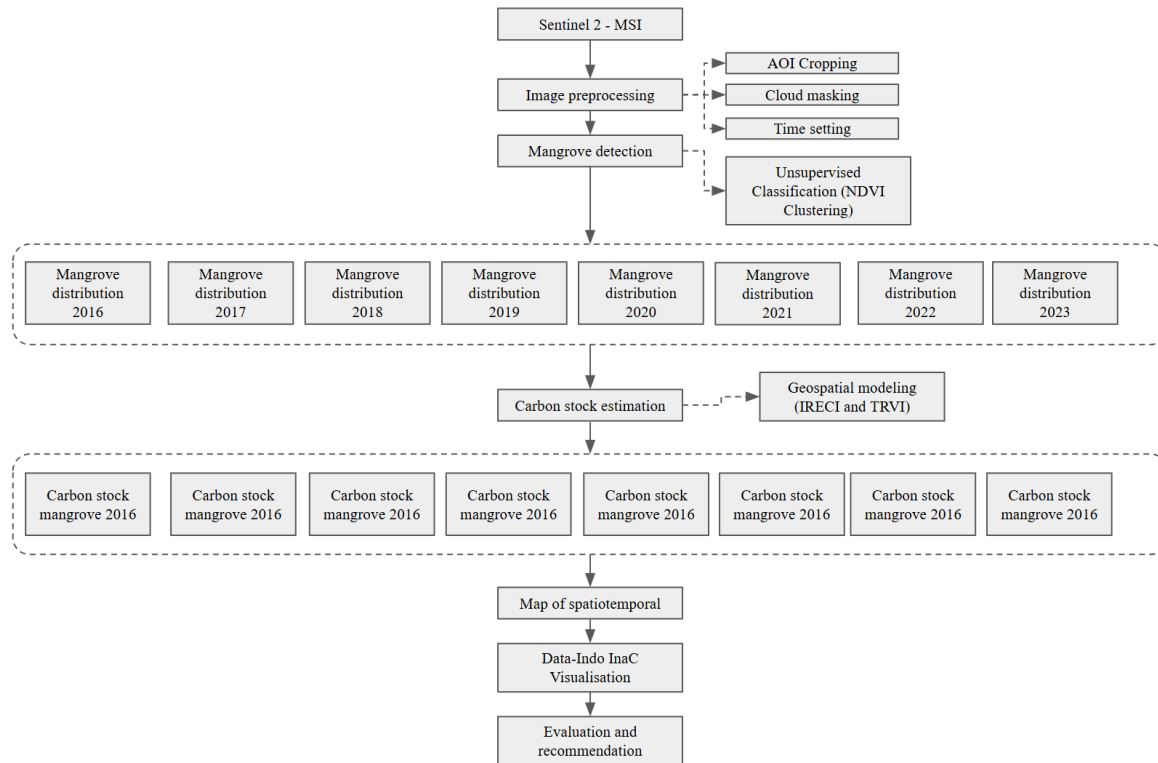 Sentinel 2 - MSI
Image preprocessing
AOI Cropping
Cloud masking
Time setting
Mangrove detection
Unsupervised
Classification (NDVI
Clustering)
Mangrove
distribution
2016
Mangrove
distribution
2017
Mangrove
distribution
2018
Mangrove
distribution
2019
Mangrove
distribution
2020
Mangrove
distribution
2021
Mangrove
distribution
2022
Mangrove
distribution
2023
Carbon stock estimation
Geospatial modeling
(IRECI and TRVI)
Carbon stock
mangrove 2016
Carbon stock
mangrove 2016
Carbon stock
mangrove 2016
Carbon stock
mangrove 2016
Carbon stock
mangrove 2016
Carbon stock
mangrove 2016
Carbon stock
mangrove 2016
Carbon stock
mangrove 2016
Map of spatiotemporal
Data-Indo InaC
Visualisation
Evaluation and
recommendation